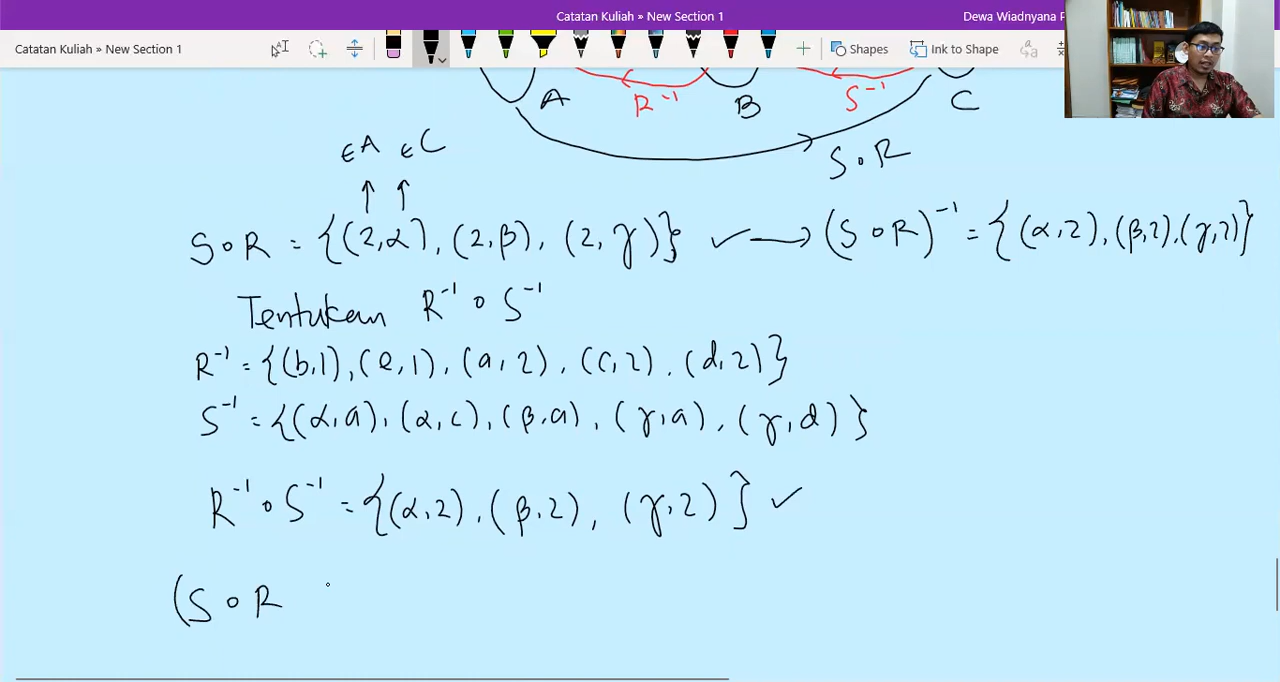 Catatan Kuliah » New Section 1
Dewa Wiadnyana P
Catatan Kuliah » New Section 1
Shapes
Ink to Shape
A R⁻¹ B S⁻¹ C
S∘R
∈A ∈C
S∘R = {(2,α), (2,β), (2,γ)} ✓ → (S∘R)⁻¹ = {(α,2),(β,2),(γ,2)}
Tentukan R⁻¹ ∘ S⁻¹
R⁻¹ = {(b,1),(e,1),(a,2),(c,2),(d,2)}
S⁻¹ = {(α,a),(α,c),(β,a),(γ,a),(γ,d)}
R⁻¹∘S⁻¹ = {(α,2),(β,2),(γ,2)} ✓
(S∘R